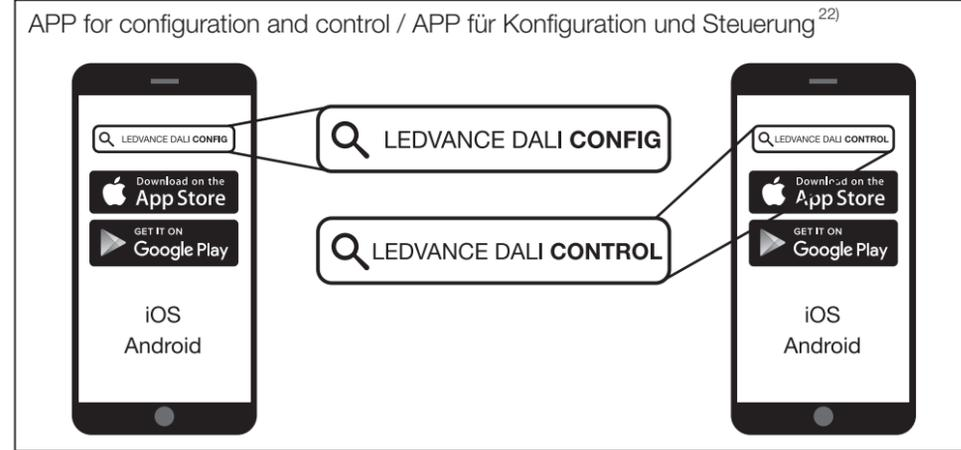 APP for configuration and control / APP für Konfiguration und Steuerung 22)
LEDVANCE DALI CONFIG
Download on the
App Store
GET IT ON
Google Play
iOS
Android
LEDVANCE DALI CONFIG
LEDVANCE DALI CONTROL
LEDVANCE DALI CONTROL
Download on the
App Store
GET IT ON
Google Play
iOS
Android